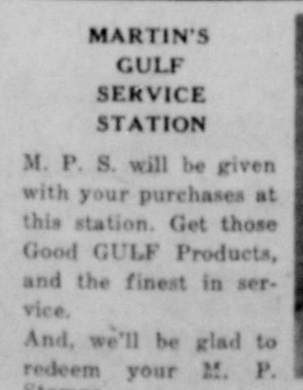 MARTIN'S
GULF
SERVICE
STATION
M. P. S. will be given
with your purchases at
this station. Get those
Good GULF Products,
and the finest in ser-
vice.
And, we'll be glad to
redeem your M. P.